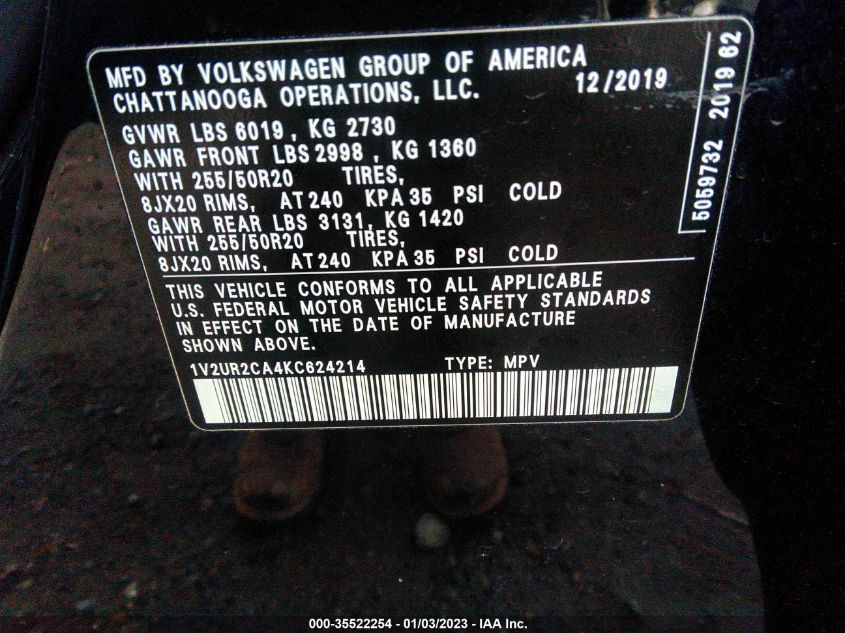 MFD BY VOLKSWAGEN GROUP OF AMERICA
CHATTANOOGA OPERATIONS, LLC. 12/2019
GVWR LBS 6019 , KG 2730
GAWR FRONT LBS 2998 , KG 1360
WITH 255/50R20 TIRES,
8JX20 RIMS, AT 240 KPA 35 PSI COLD
GAWR REAR LBS 3131, KG 1420
WITH 255/50R20 TIRES,
8JX20 RIMS, AT 240 KPA 35 PSI COLD
THIS VEHICLE CONFORMS TO ALL APPLICABLE
U.S. FEDERAL MOTOR VEHICLE SAFETY STANDARDS
IN EFFECT ON THE DATE OF MANUFACTURE
SHOWN ABOVE.
1V2UR2CA4KC624214 TYPE: MPV
5059732 2019 62
000-35522254 - 01/03/2023 - © IAA Inc.